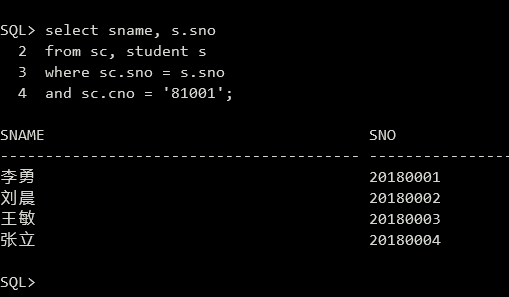 SQL> select sname, s.sno
2 from sc, student s
3 where sc.sno = s.sno
4 and sc.cno = '81001';
SNAME SNO
---------------------------------------- -----------------
李勇 20180001
刘晨 20180002
王敏 20180003
张立 20180004
SQL>